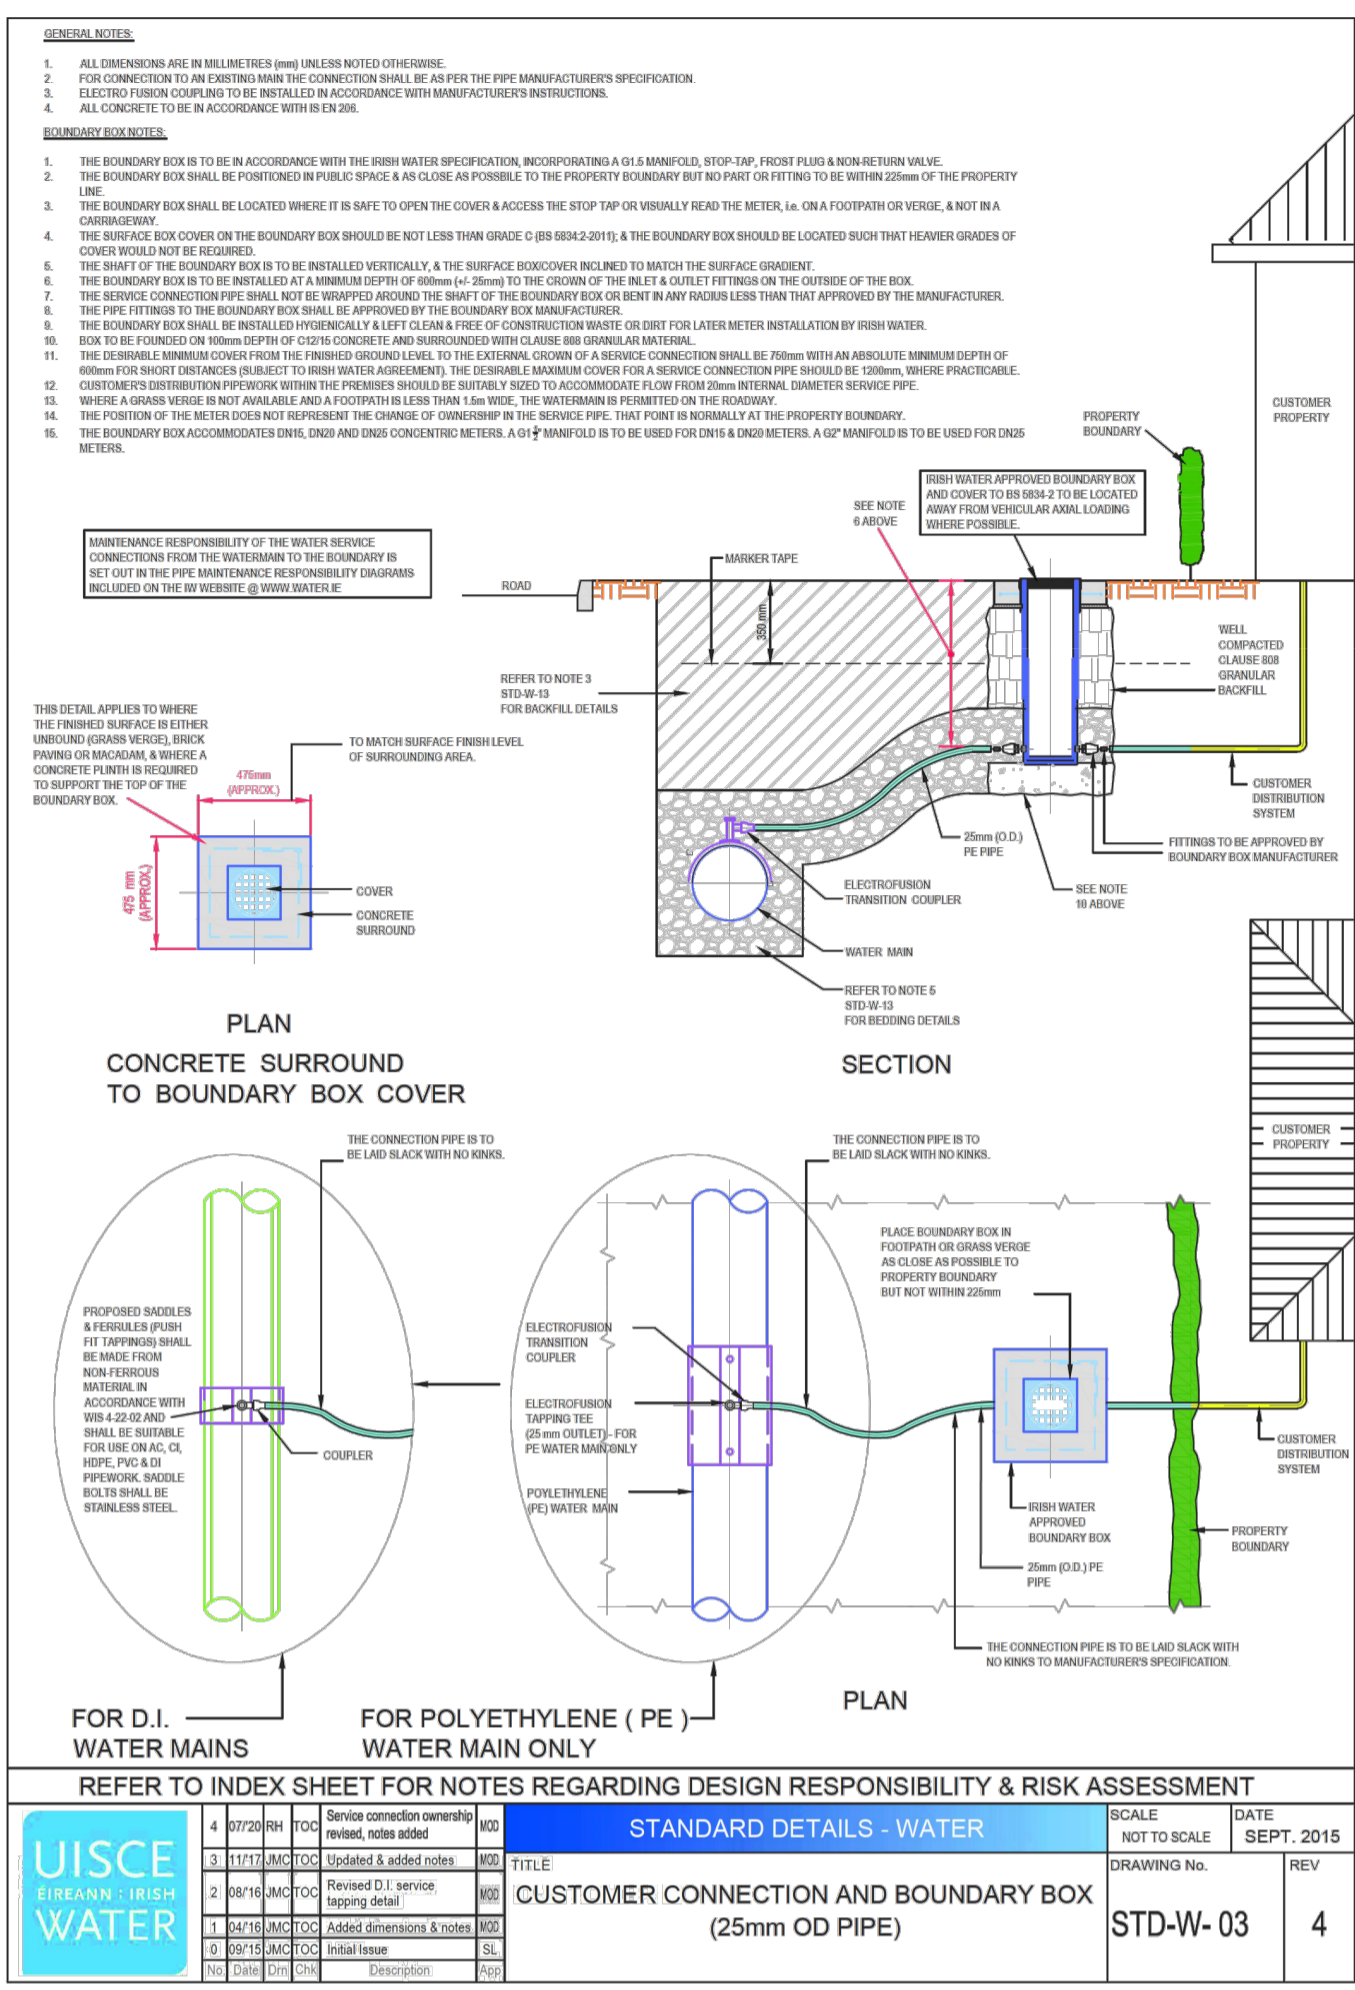 GENERAL NOTES:
1. ALL DIMENSIONS ARE IN MILLIMETRES (mm) UNLESS NOTED OTHERWISE.
2. FOR CONNECTION TO AN EXISTING MAIN THE CONNECTION SHALL BE AS PER THE PIPE MANUFACTURER'S SPECIFICATION.
3. ELECTRO FUSION COUPLING TO BE INSTALLED IN ACCORDANCE WITH MANUFACTURER'S INSTRUCTIONS.
4. ALL CONCRETE TO BE IN ACCORDANCE WITH IS EN 206.
BOUNDARY BOX NOTES:
1. THE BOUNDARY BOX IS TO BE IN ACCORDANCE WITH THE IRISH WATER SPECIFICATION, INCORPORATING A G1.5 MANIFOLD, STOP-TAP, FROST PLUG & NON-RETURN VALVE.
2. THE BOUNDARY BOX SHALL BE POSITIONED IN PUBLIC SPACE & AS CLOSE AS POSSBILE TO THE PROPERTY BOUNDARY BUT NO PART OR FITTING TO BE WITHIN 225mm OF THE PROPERTY
LINE.
3. THE BOUNDARY BOX SHALL BE LOCATED WHERE IT IS SAFE TO OPEN THE COVER & ACCESS THE STOP TAP OR VISUALLY READ THE METER, i.e. ON A FOOTPATH OR VERGE, & NOT IN A
CARRIAGEWAY.
4. THE SURFACE BOX COVER ON THE BOUNDARY BOX SHOULD BE NOT LESS THAN GRADE C (BS 5834:2-2011); & THE BOUNDARY BOX SHOULD BE LOCATED SUCH THAT HEAVIER GRADES OF
COVER WOULD NOT BE REQUIRED.
5. THE SHAFT OF THE BOUNDARY BOX IS TO BE INSTALLED VERTICALLY, & THE SURFACE BOX/COVER INCLINED TO MATCH THE SURFACE GRADIENT.
6. THE BOUNDARY BOX IS TO BE INSTALLED AT A MINIMUM DEPTH OF 600mm (+/- 25mm) TO THE CROWN OF THE INLET & OUTLET FITTINGS ON THE OUTSIDE OF THE BOX.
7. THE SERVICE CONNECTION PIPE SHALL NOT BE WRAPPED AROUND THE SHAFT OF THE BOUNDARY BOX OR BENT IN ANY RADIUS LESS THAN THAT APPROVED BY THE MANUFACTURER.
8. THE PIPE FITTINGS TO THE BOUNDARY BOX SHALL BE APPROVED BY THE BOUNDARY BOX MANUFACTURER.
9. THE BOUNDARY BOX SHALL BE INSTALLED HYGIENICALLY & LEFT CLEAN & FREE OF CONSTRUCTION WASTE OR DIRT FOR LATER METER INSTALLATION BY IRISH WATER.
10. BOX TO BE FOUNDED ON 100mm DEPTH OF C12/15 CONCRETE AND SURROUNDED WITH CLAUSE 808 GRANULAR MATERIAL.
11. THE DESIRABLE MINIMUM COVER FROM THE FINISHED GROUND LEVEL TO THE EXTERNAL CROWN OF A SERVICE CONNECTION SHALL BE 750mm WITH AN ABSOLUTE MINIMUM DEPTH OF
600mm FOR SHORT DISTANCES (SUBJECT TO IRISH WATER AGREEMENT). THE DESIRABLE MAXIMUM COVER FOR A SERVICE CONNECTION PIPE SHOULD BE 1200mm, WHERE PRACTICABLE.
12. CUSTOMER'S DISTRIBUTION PIPEWORK WITHIN THE PREMISES SHOULD BE SUITABLY SIZED TO ACCOMMODATE FLOW FROM 20mm INTERNAL DIAMETER SERVICE PIPE.
13. WHERE A GRASS VERGE IS NOT AVAILABLE AND A FOOTPATH IS LESS THAN 1.5m WIDE, THE WATERMAIN IS PERMITTED ON THE ROADWAY.
14. THE POSITION OF THE METER DOES NOT REPRESENT THE CHANGE OF OWNERSHIP IN THE SERVICE PIPE. THAT POINT IS NORMALLY AT THE PROPERTY BOUNDARY.
15. THE BOUNDARY BOX ACCOMMODATES DN15, DN20 AND DN25 CONCENTRIC METERS. A G1½" MANIFOLD IS TO BE USED FOR DN15 & DN20 METERS. A G2" MANIFOLD IS TO BE USED FOR DN25
METERS.
CUSTOMER
PROPERTY
PROPERTY
BOUNDARY
IRISH WATER APPROVED BOUNDARY BOX
AND COVER TO BS 5834-2 TO BE LOCATED
AWAY FROM VEHICULAR AXIAL LOADING
WHERE POSSIBLE.
SEE NOTE
6 ABOVE
MAINTENANCE RESPONSIBILITY OF THE WATER SERVICE
CONNECTIONS FROM THE WATERMAIN TO THE BOUNDARY IS
SET OUT IN THE PIPE MAINTENANCE RESPONSIBILITY DIAGRAMS
INCLUDED ON THE IW WEBSITE @ WWW.WATER.IE
MARKER TAPE
ROAD
350 mm
WELL
COMPACTED
CLAUSE 808
GRANULAR
BACKFILL
REFER TO NOTE 3
STD-W-13
FOR BACKFILL DETAILS
THIS DETAIL APPLIES TO WHERE
THE FINISHED SURFACE IS EITHER
UNBOUND (GRASS VERGE), BRICK
PAVING OR MACADAM, & WHERE A
CONCRETE PLINTH IS REQUIRED
TO SUPPORT THE TOP OF THE
BOUNDARY BOX.
TO MATCH SURFACE FINISH LEVEL
OF SURROUNDING AREA.
475mm
(APPROX.)
475 mm
(APPROX.)
COVER
CONCRETE
SURROUND
CUSTOMER
DISTRIBUTION
SYSTEM
25mm (O.D.)
PE PIPE
FITTINGS TO BE APPROVED BY
BOUNDARY BOX MANUFACTURER
ELECTROFUSION
TRANSITION COUPLER
SEE NOTE
10 ABOVE
WATER MAIN
REFER TO NOTE 5
STD-W-13
FOR BEDDING DETAILS
PLAN
CONCRETE SURROUND
TO BOUNDARY BOX COVER
SECTION
THE CONNECTION PIPE IS TO
BE LAID SLACK WITH NO KINKS.
THE CONNECTION PIPE IS TO
BE LAID SLACK WITH NO KINKS.
CUSTOMER
PROPERTY
PLACE BOUNDARY BOX IN
FOOTPATH OR GRASS VERGE
AS CLOSE AS POSSIBLE TO
PROPERTY BOUNDARY
BUT NOT WITHIN 225mm
PROPOSED SADDLES
& FERRULES (PUSH
FIT TAPPINGS) SHALL
BE MADE FROM
NON-FERROUS
MATERIAL IN
ACCORDANCE WITH
WIS 4-22-02 AND
SHALL BE SUITABLE
FOR USE ON AC, CI,
HDPE, PVC & DI
PIPEWORK. SADDLE
BOLTS SHALL BE
STAINLESS STEEL.
COUPLER
ELECTROFUSION
TRANSITION
COUPLER
ELECTROFUSION
TAPPING TEE
(25 mm OUTLET) - FOR
PE WATER MAIN ONLY
POYLETHYLENE
(PE) WATER MAIN
CUSTOMER
DISTRIBUTION
SYSTEM
IRISH WATER
APPROVED
BOUNDARY BOX
PROPERTY
BOUNDARY
25mm (O.D.) PE
PIPE
THE CONNECTION PIPE IS TO BE LAID SLACK WITH
NO KINKS TO MANUFACTURER'S SPECIFICATION.
PLAN
FOR D.I.
WATER MAINS
FOR POLYETHYLENE ( PE )
WATER MAIN ONLY
REFER TO INDEX SHEET FOR NOTES REGARDING DESIGN RESPONSIBILITY & RISK ASSESSMENT
UISCE
ÉIREANN : IRISH
WATER
4 07/'20 RH TOC Service connection ownership revised, notes added MOD
3 11/'17 JMC TOC Updated & added notes MOD
2 08/'16 JMC TOC Revised D.I. service tapping detail MOD
1 04/'16 JMC TOC Added dimensions & notes MOD
0 09/'15 JMC TOC Initial Issue SL
No. Date Drn Chk Description App
STANDARD DETAILS - WATER
TITLE
CUSTOMER CONNECTION AND BOUNDARY BOX
(25mm OD PIPE)
SCALE
NOT TO SCALE
DATE
SEPT. 2015
DRAWING No.
STD-W- 03
REV
4